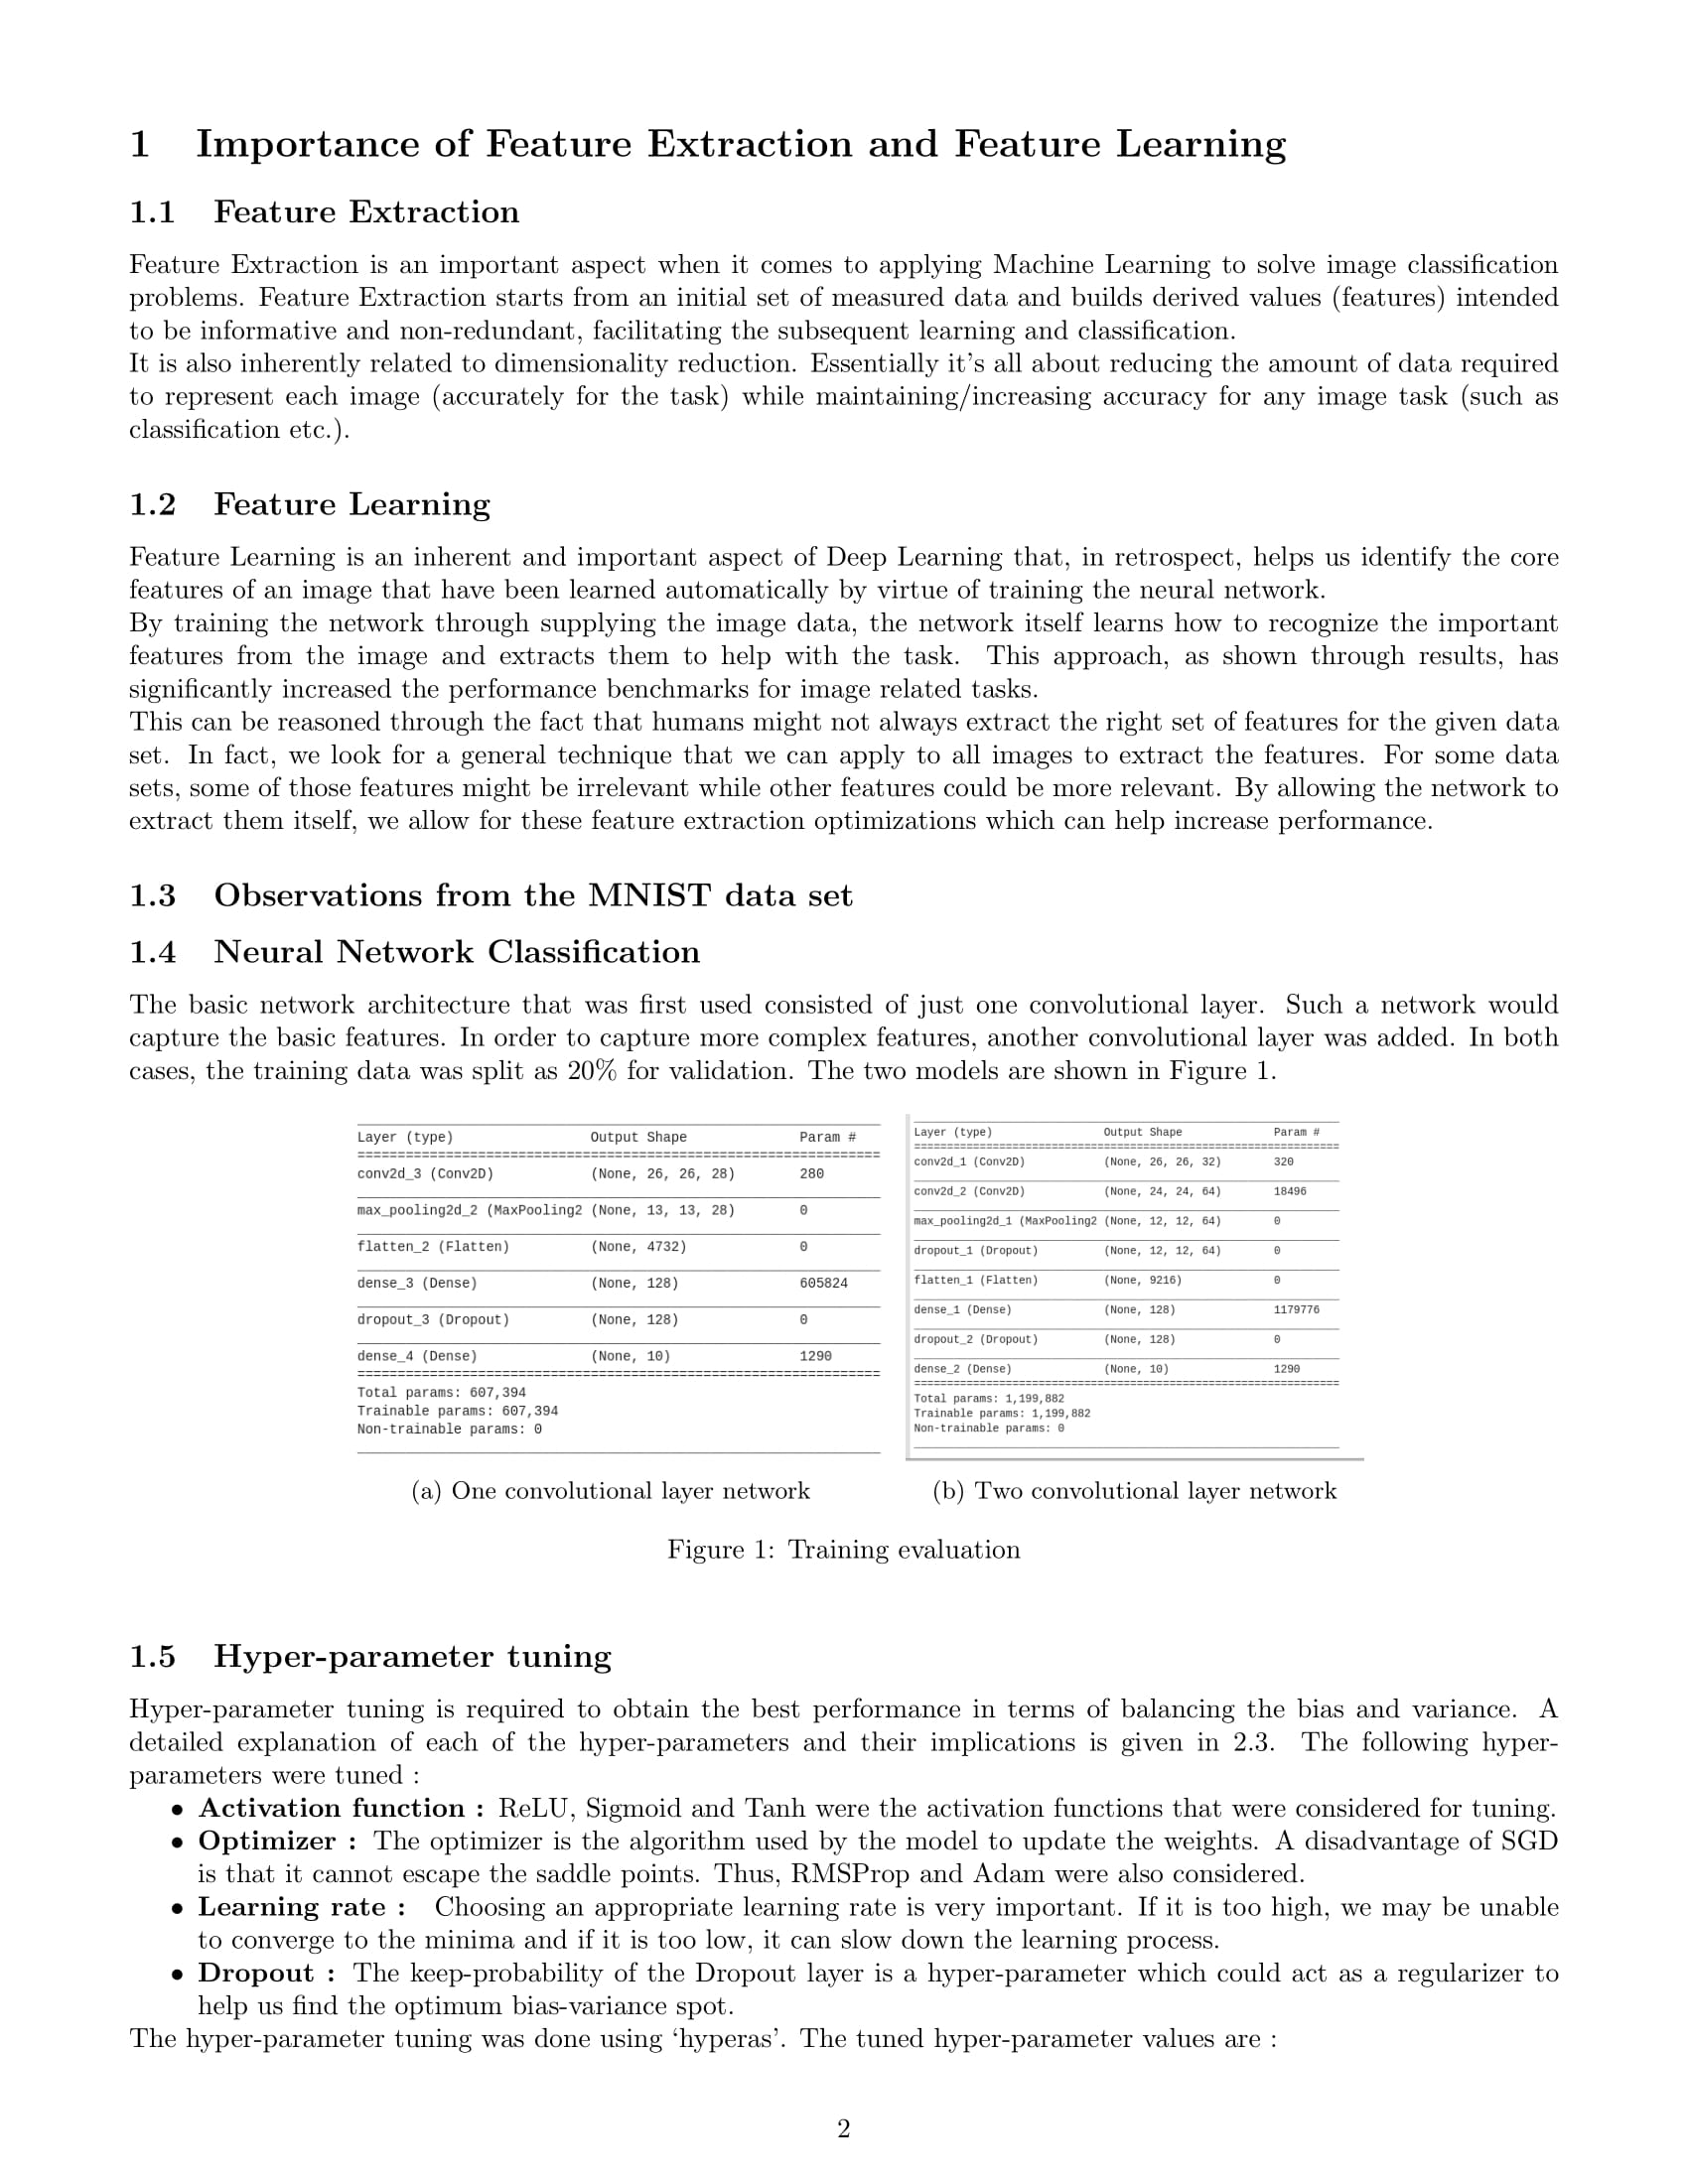 1 Importance of Feature Extraction and Feature Learning
1.1 Feature Extraction
Feature Extraction is an important aspect when it comes to applying Machine Learning to solve image classification
problems. Feature Extraction starts from an initial set of measured data and builds derived values (features) intended
to be informative and non-redundant, facilitating the subsequent learning and classification.
It is also inherently related to dimensionality reduction. Essentially it's all about reducing the amount of data required
to represent each image (accurately for the task) while maintaining/increasing accuracy for any image task (such as
classification etc.).
1.2 Feature Learning
Feature Learning is an inherent and important aspect of Deep Learning that, in retrospect, helps us identify the core
features of an image that have been learned automatically by virtue of training the neural network.
By training the network through supplying the image data, the network itself learns how to recognize the important
features from the image and extracts them to help with the task. This approach, as shown through results, has
significantly increased the performance benchmarks for image related tasks.
This can be reasoned through the fact that humans might not always extract the right set of features for the given data
set. In fact, we look for a general technique that we can apply to all images to extract the features. For some data
sets, some of those features might be irrelevant while other features could be more relevant. By allowing the network to
extract them itself, we allow for these feature extraction optimizations which can help increase performance.
1.3 Observations from the MNIST data set
1.4 Neural Network Classification
The basic network architecture that was first used consisted of just one convolutional layer. Such a network would
capture the basic features. In order to capture more complex features, another convolutional layer was added. In both
cases, the training data was split as 20% for validation. The two models are shown in Figure 1.
Layer (type) Output Shape Param #
conv2d_3 (Conv2D) (None, 26, 26, 28) 280
max_pooling2d_2 (MaxPooling2 (None, 13, 13, 28) 0
flatten_2 (Flatten) (None, 4732) 0
dense_3 (Dense) (None, 128) 605824
dropout_3 (Dropout) (None, 128) 0
dense_4 (Dense) (None, 10) 1290
Total params: 607,394
Trainable params: 607,394
Non-trainable params: 0
(a) One convolutional layer network
Layer (type) Output Shape Param #
conv2d_1 (Conv2D) (None, 26, 26, 32) 320
conv2d_2 (Conv2D) (None, 24, 24, 64) 18496
max_pooling2d_1 (MaxPooling2 (None, 12, 12, 64) 0
dropout_1 (Dropout) (None, 12, 12, 64) 0
flatten_1 (Flatten) (None, 9216) 0
dense_1 (Dense) (None, 128) 1179776
dropout_2 (Dropout) (None, 128) 0
dense_2 (Dense) (None, 10) 1290
Total params: 1,199,882
Trainable params: 1,199,882
Non-trainable params: 0
(b) Two convolutional layer network
Figure 1: Training evaluation
1.5 Hyper-parameter tuning
Hyper-parameter tuning is required to obtain the best performance in terms of balancing the bias and variance. A
detailed explanation of each of the hyper-parameters and their implications is given in 2.3. The following hyper-
parameters were tuned :
• Activation function : ReLU, Sigmoid and Tanh were the activation functions that were considered for tuning.
• Optimizer : The optimizer is the algorithm used by the model to update the weights. A disadvantage of SGD
is that it cannot escape the saddle points. Thus, RMSProp and Adam were also considered.
• Learning rate : Choosing an appropriate learning rate is very important. If it is too high, we may be unable
to converge to the minima and if it is too low, it can slow down the learning process.
• Dropout : The keep-probability of the Dropout layer is a hyper-parameter which could act as a regularizer to
help us find the optimum bias-variance spot.
The hyper-parameter tuning was done using ‘hyperas’. The tuned hyper-parameter values are :
2